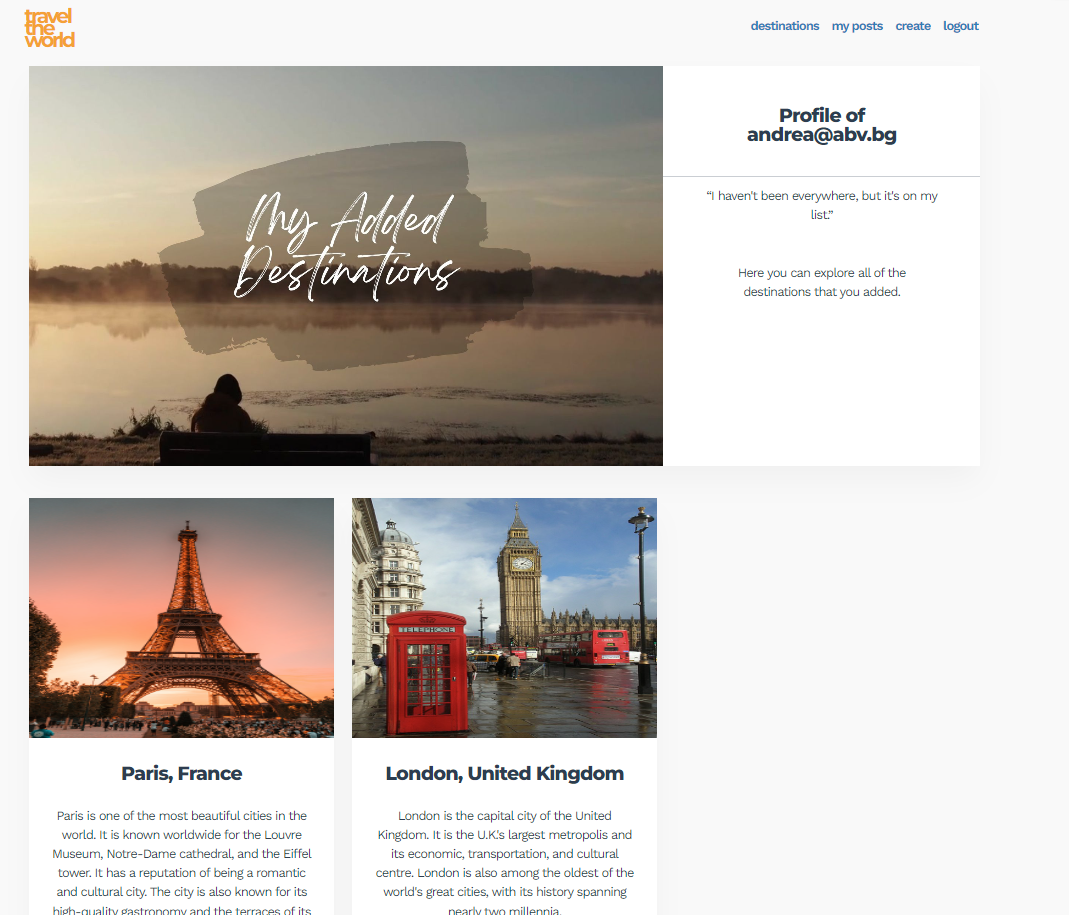 travel
the
world
destinations my posts create logout
My Added
Destinations
Profile of
andrea@abv.bg
“I haven't been everywhere, but it's on my
list.”
Here you can explore all of the
destinations that you added.
TELEPHONE
Paris, France
Paris is one of the most beautiful cities in the
world. It is known worldwide for the Louvre
Museum, Notre-Dame cathedral, and the Eiffel
tower. It has a reputation of being a romantic
and cultural city. The city is also known for its
high-quality gastronomy and the terraces of its
London, United Kingdom
London is the capital city of the United
Kingdom. It is the U.K.'s largest metropolis and
its economic, transportation, and cultural
centre. London is also among the oldest of the
world's great cities, with its history spanning
nearly two millennia.